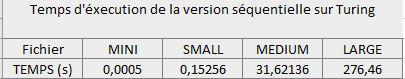 Temps d'éxecution de la version séquentielle sur Turing
Fichier MINI SMALL MEDIUM LARGE
TEMPS (s) 0,0005 0,15256 31,62136 276,46